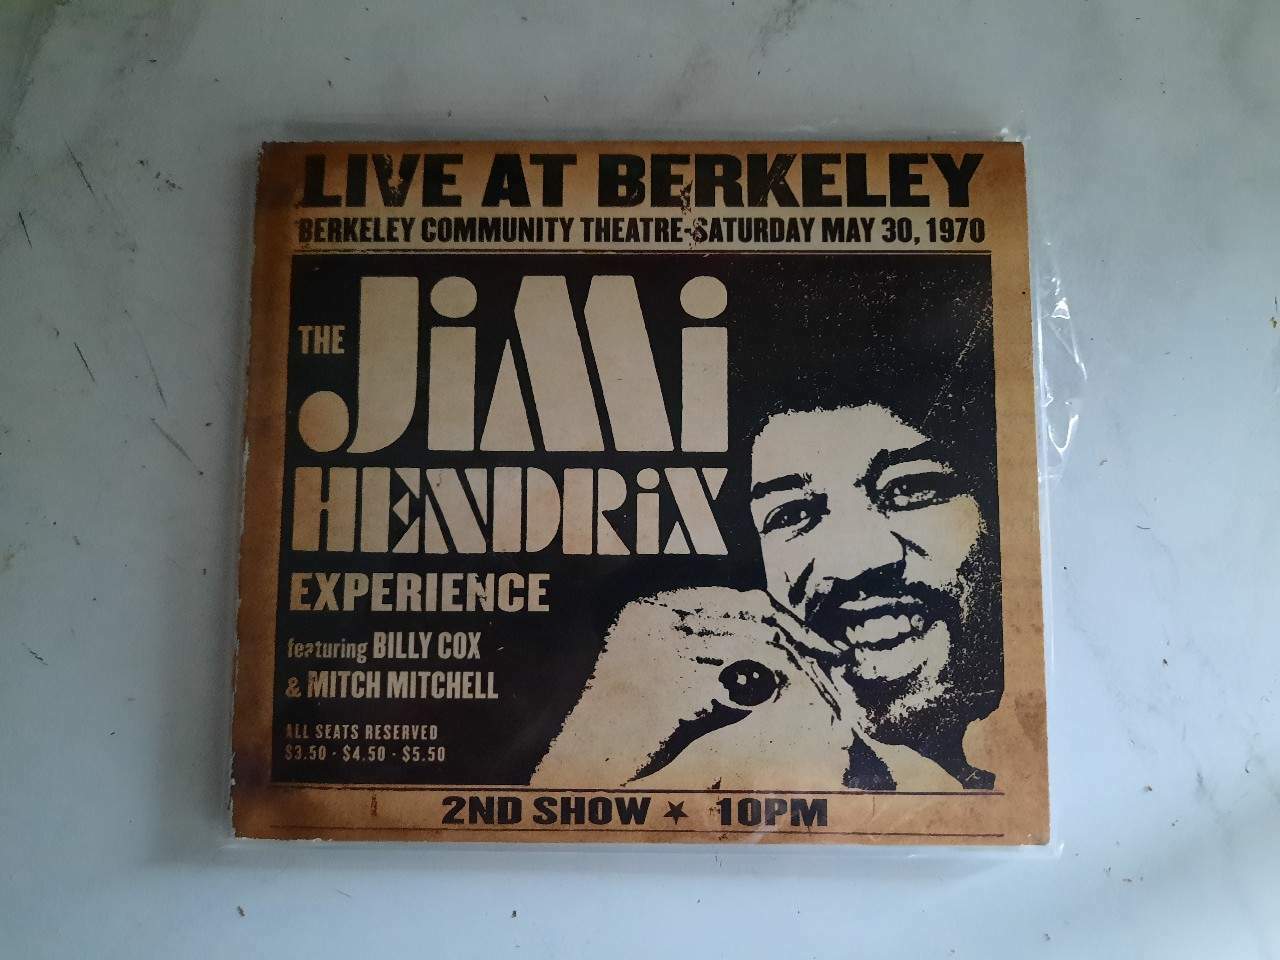 LIVE AT BERKELEY
BERKELEY COMMUNITY THEATRE-SATURDAY MAY 30, 1970
THE JiMi
HENDRiX
EXPERIENCE
featuring BILLY COX
& MITCH MITCHELL
ALL SEATS RESERVED
$3.50 · $4.50 · $5.50
2ND SHOW ★ 10PM